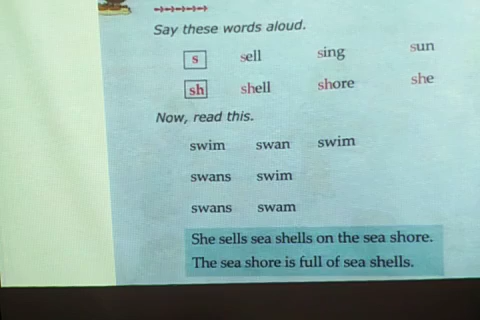 Say these words aloud.
s sell sing sun
sh shell shore she
Now, read this.
swim swan swim
swans swim
swans swam
She sells sea shells on the sea shore.
The sea shore is full of sea shells.